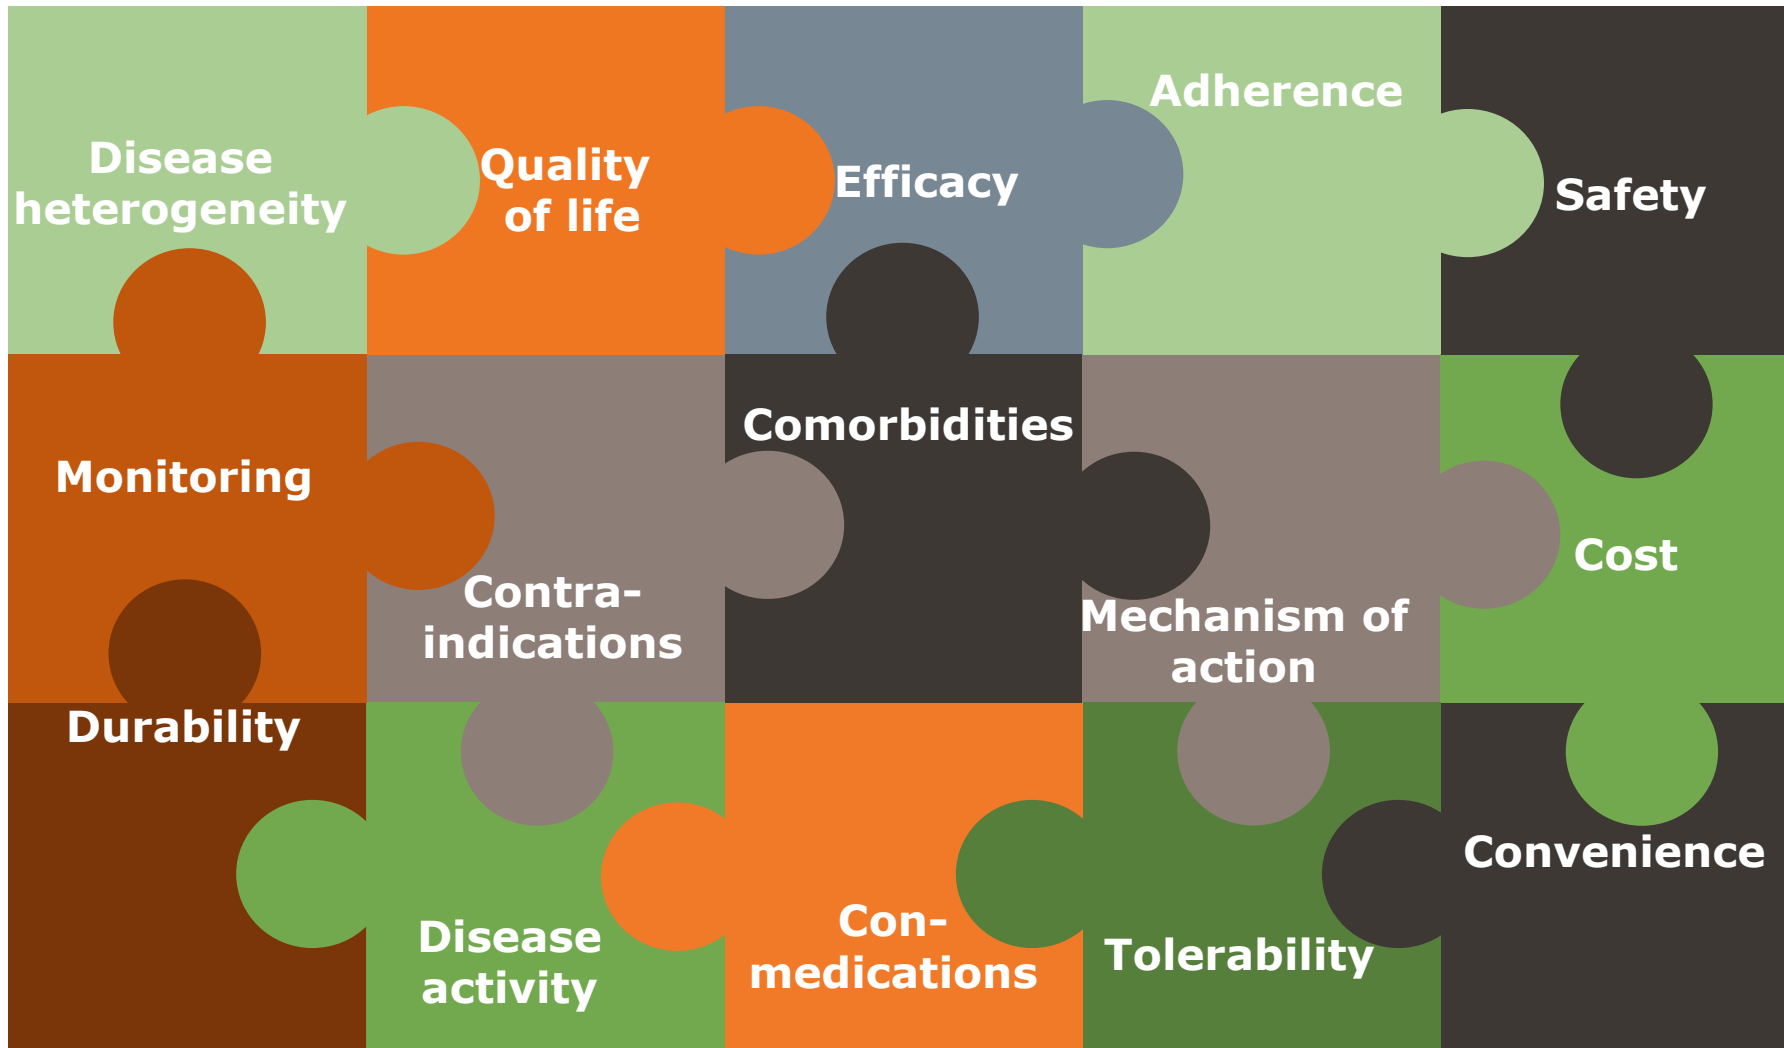 Disease
heterogeneity
Quality
of life
Efficacy
Adherence
Safety
Monitoring
Contra–
indications
Comorbidities
Mechanism of
action
Cost
Durability
Disease
activity
Con–
medications
Tolerability
Convenience